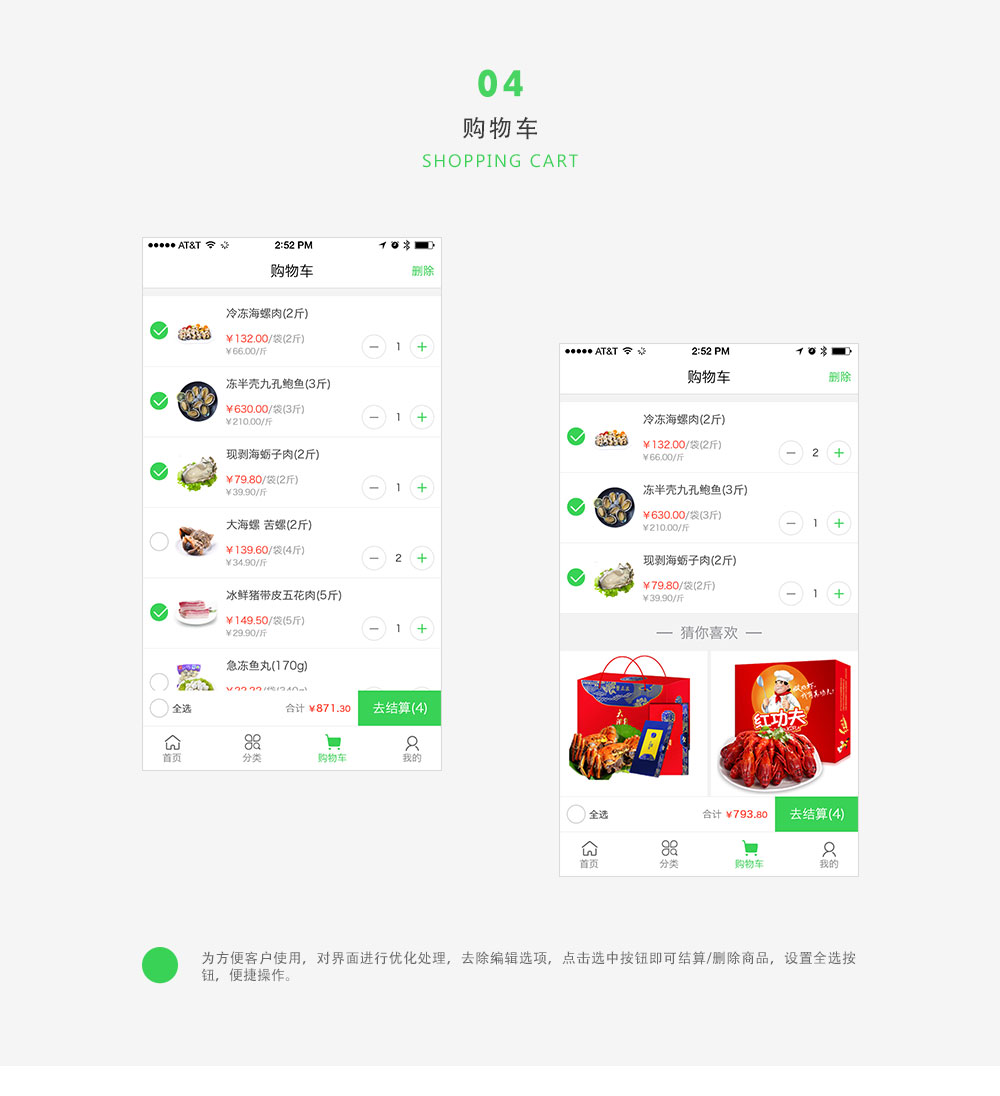 04
购物车
SHOPPING CART
AT&T 2:52 PM
购物车 删除
冷冻海螺肉(2斤)
¥132.00/袋(2斤)
¥66.00/斤
1
冻半壳九孔鲍鱼(3斤)
¥630.00/袋(3斤)
¥210.00/斤
1
现剥海蛎子肉(2斤)
¥79.80/袋(2斤)
¥39.90/斤
1
大海螺 苦螺(2斤)
¥139.60/袋(4斤)
¥34.90/斤
2
冰鲜猪带皮五花肉(5斤)
¥149.50/袋(5斤)
¥29.90/斤
1
急冻鱼丸(170g)
全选 合计 ¥871.30 去结算(4)
首页 分类 购物车 我的
AT&T 2:52 PM
购物车 删除
冷冻海螺肉(2斤)
¥132.00/袋(2斤)
¥66.00/斤
2
冻半壳九孔鲍鱼(3斤)
¥630.00/袋(3斤)
¥210.00/斤
1
现剥海蛎子肉(2斤)
¥79.80/袋(2斤)
¥39.90/斤
1
— 猜你喜欢 —
红功夫
全选 合计 ¥793.80 去结算(4)
首页 分类 购物车 我的
为方便客户使用，对界面进行优化处理，去除编辑选项，点击选中按钮即可结算/删除商品，设置全选按
钮，便捷操作。